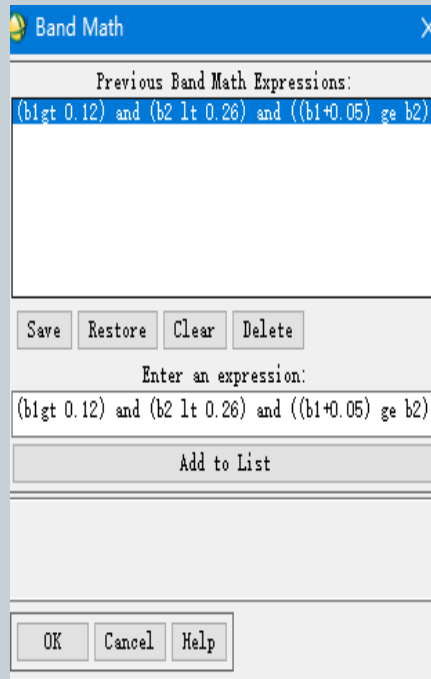 Band Math
Previous Band Math Expressions:
(b1gt 0.12) and (b2 lt 0.26) and ((b1+0.05) ge b2)
Save Restore Clear Delete
Enter an expression:
(b1gt 0.12) and (b2 lt 0.26) and ((b1+0.05) ge b2)
Add to List
OK Cancel Help